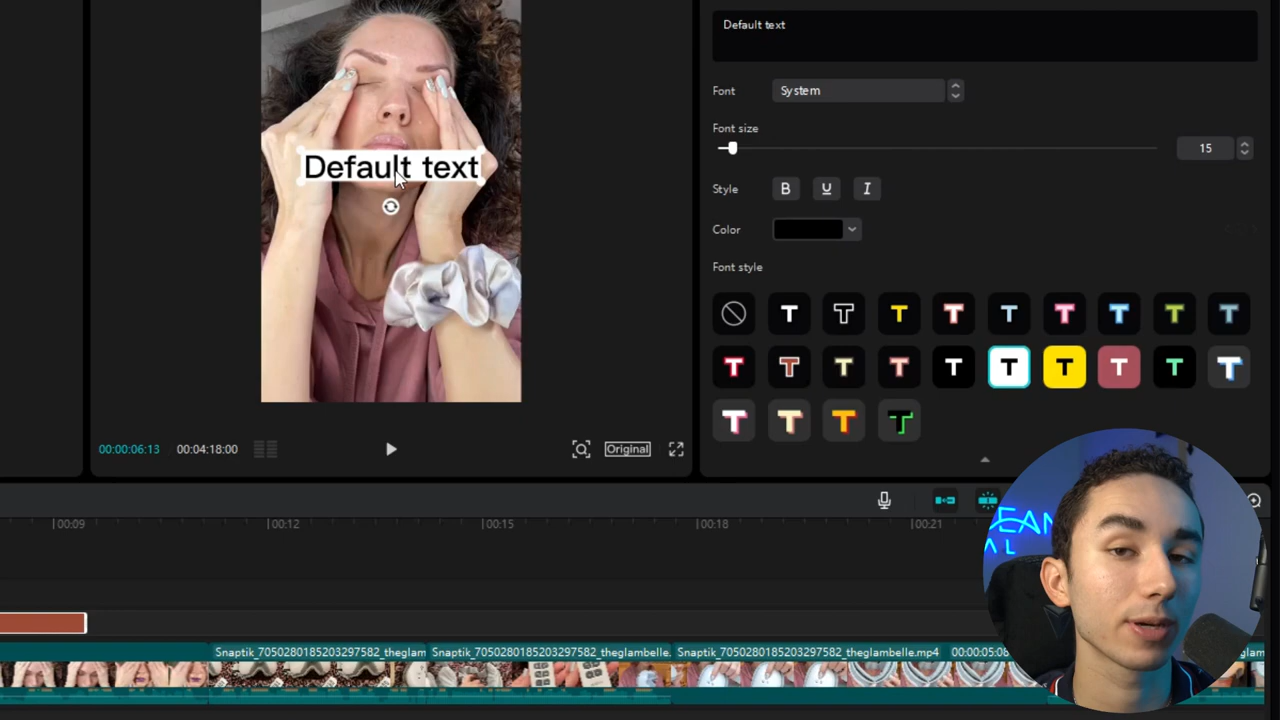 Default text
Font
System
Font size
15
Style
B
U
I
Color
Font style
T T T T T T T T T
T T T T T T T T T T
T T T T
Default text
00:00:06:13
00:04:18:00
Original
00:09
00:12
00:15
00:18
00:21
Snaptik_7050280185203297582_theglam
Snaptik_7050280185203297582_theglambelle.
Snaptik_7050280185203297582_theglambelle.mp4
00:00:05:06